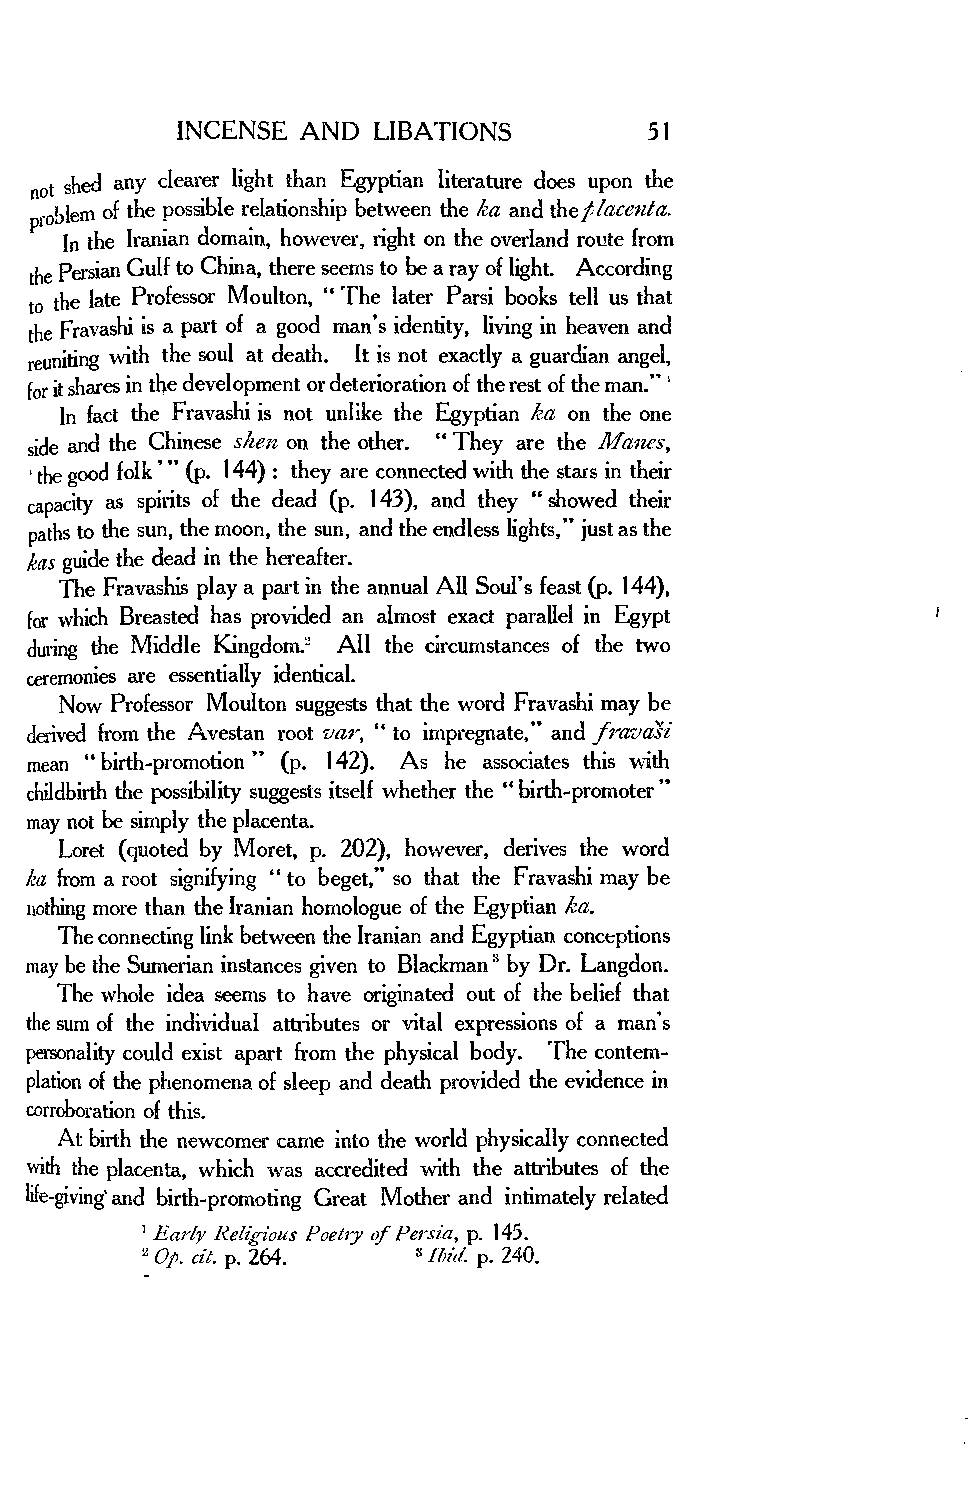 INCENSE AND LIBATIONS 51
not shed any clearer light than Egyptian literature does upon the
problem of the possible relationship between the ka and the placenta.
In the Iranian domain, however, right on the overland route from
the Persian Gulf to China, there seems to be a ray of light. According
to the late Professor Moulton, “The later Parsi books tell us that
the Fravashi is a part of a good man's identity, living in heaven and
reuniting with the soul at death. It is not exactly a guardian angel,
for it shares in the development or deterioration of the rest of the man.” ¹
In fact the Fravashi is not unlike the Egyptian ka on the one
side and the Chinese shen on the other. “They are the Manes,
‘the good folk’” (p. 144): they are connected with the stars in their
capacity as spirits of the dead (p. 143), and they “showed their
paths to the sun, the moon, the sun, and the endless lights,” just as the
kas guide the dead in the hereafter.
The Fravashis play a part in the annual All Soul's feast (p. 144),
for which Breasted has provided an almost exact parallel in Egypt
during the Middle Kingdom.² All the circumstances of the two
ceremonies are essentially identical.
Now Professor Moulton suggests that the word Fravashi may be
derived from the Avestan root var, “to impregnate,” and fravaši
mean “birth-promotion” (p. 142). As he associates this with
childbirth the possibility suggests itself whether the “birth-promoter”
may not be simply the placenta.
Loret (quoted by Moret, p. 202), however, derives the word
ka from a root signifying “to beget,” so that the Fravashi may be
nothing more than the Iranian homologue of the Egyptian ka.
The connecting link between the Iranian and Egyptian conceptions
may be the Sumerian instances given to Blackman ³ by Dr. Langdon.
The whole idea seems to have originated out of the belief that
the sum of the individual attributes or vital expressions of a man's
personality could exist apart from the physical body. The contem-
plation of the phenomena of sleep and death provided the evidence in
corroboration of this.
At birth the newcomer came into the world physically connected
with the placenta, which was accredited with the attributes of the
life-giving and birth-promoting Great Mother and intimately related
¹ Early Religious Poetry of Persia, p. 145.
² Op. cit. p. 264. ³ Ibid. p. 240.